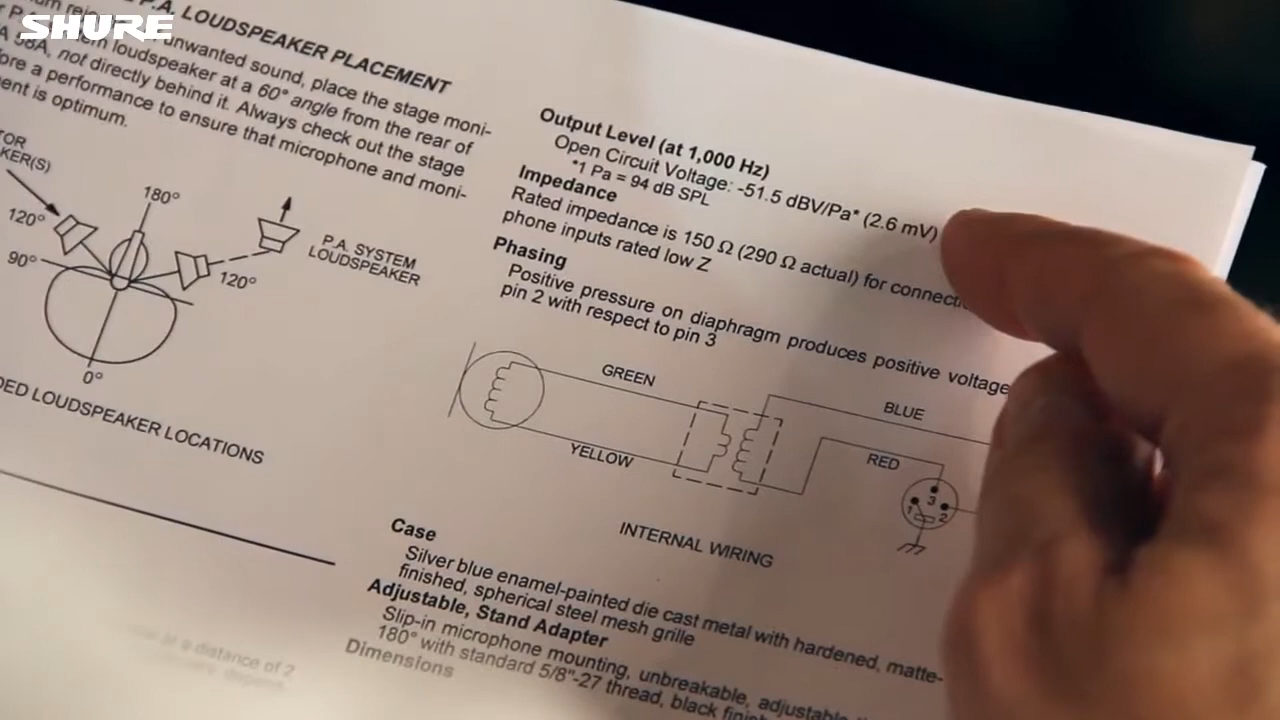 SHURE
P.A. LOUDSPEAKER PLACEMENT
unwanted sound, place the stage moni-
loudspeaker at a 60° angle from the rear of
58A, not directly behind it. Always check out the stage
a performance to ensure that microphone and moni-
is optimum.
120°
180°
90°
120°
0°
P.A. SYSTEM
LOUDSPEAKER
LOUDSPEAKER LOCATIONS
Output Level (at 1,000 Hz)
Open Circuit Voltage: -51.5 dBV/Pa* (2.6 mV)
*1 Pa = 94 dB SPL
Impedance
Rated impedance is 150 Ω (290 Ω actual) for
phone inputs rated low Z
Phasing
Positive pressure on diaphragm produces positive voltage
pin 2 with respect to pin 3
GREEN
YELLOW
BLUE
RED
3
1
2
INTERNAL WIRING
Case
Silver blue enamel-painted die cast metal with hardened, matte-
finished, spherical steel mesh grille
Adjustable, Stand Adapter
Slip-in microphone mounting, unbreakable, adjustable
180° with standard 5/8"-27 thread, black
Dimensions
at a distance of 2